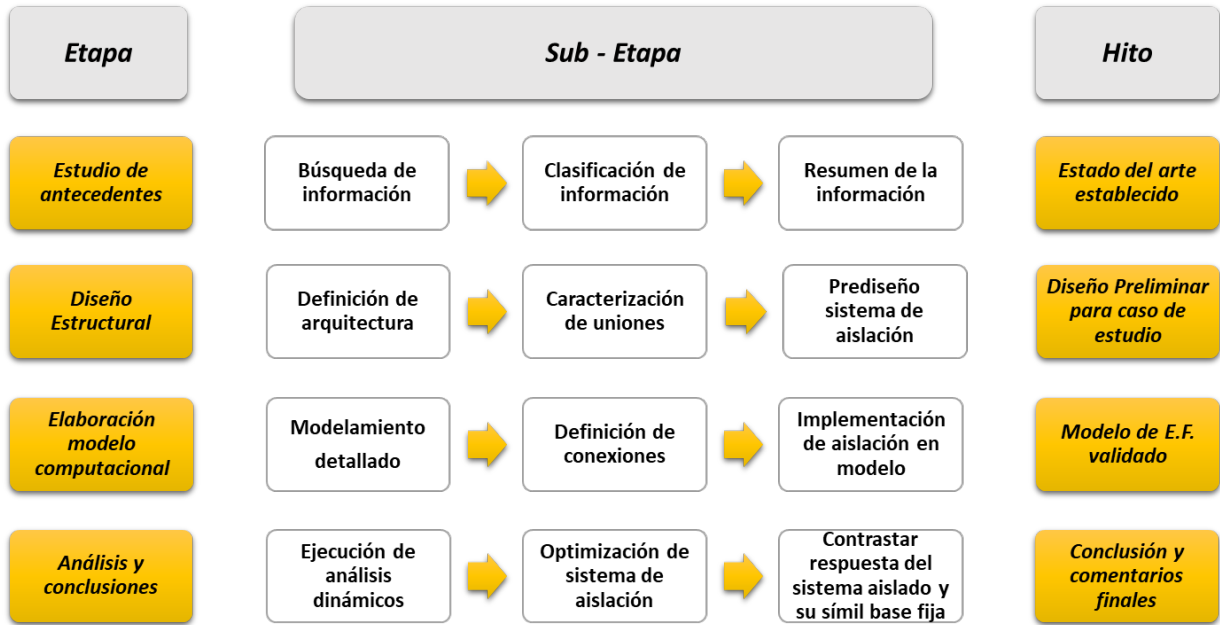 Etapa
Sub - Etapa
Hito
Estudio de
antecedentes
Búsqueda de
información
Clasificación de
información
Resumen de la
información
Estado del arte
establecido
Diseño
Estructural
Definición de
arquitectura
Caracterización
de uniones
Prediseño
sistema de
aislación
Diseño Preliminar
para caso de
estudio
Elaboración
modelo
computacional
Modelamiento
detallado
Definición de
conexiones
Implementación
de aislación en
modelo
Modelo de E.F.
validado
Análisis y
conclusiones
Ejecución de
análisis
dinámicos
Optimización de
sistema de
aislación
Contrastar
respuesta del
sistema aislado y
su símil base fija
Conclusión y
comentarios
finales